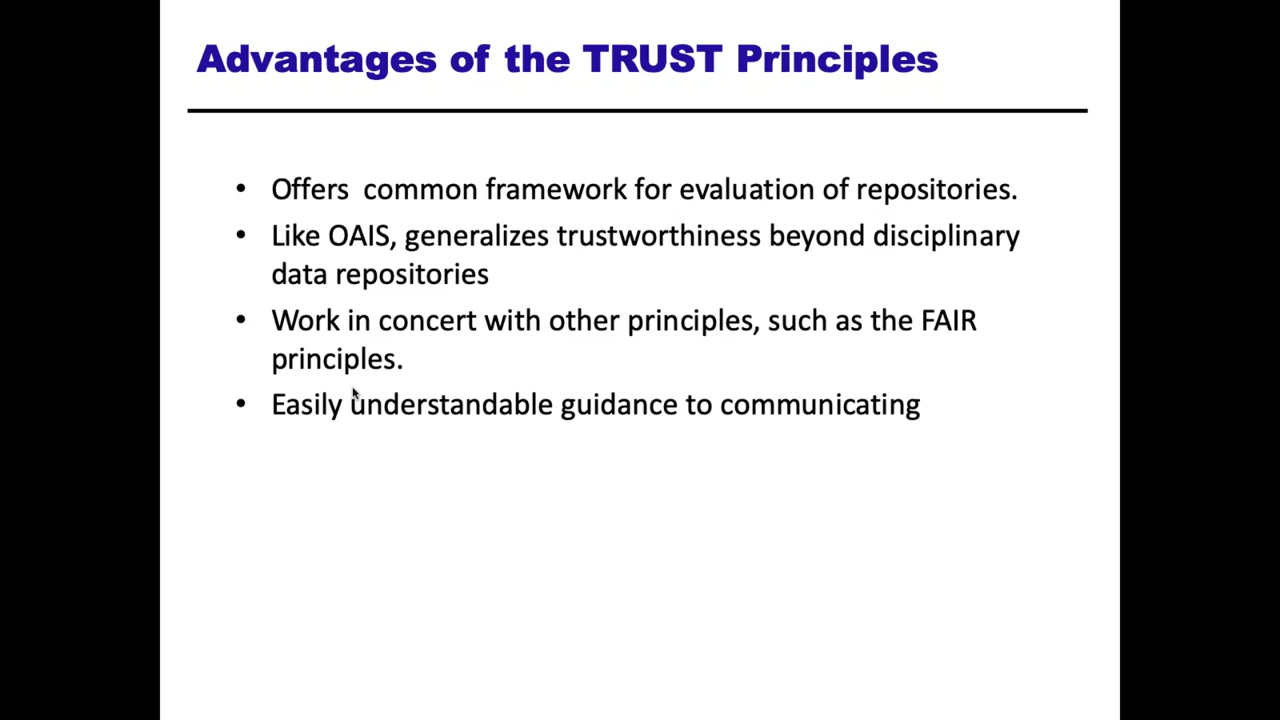 Advantages of the TRUST Principles
• Offers  common framework for evaluation of repositories.
• Like OAIS, generalizes trustworthiness beyond disciplinary
data repositories
• Work in concert with other principles, such as the FAIR
principles.
• Easily understandable guidance to communicating